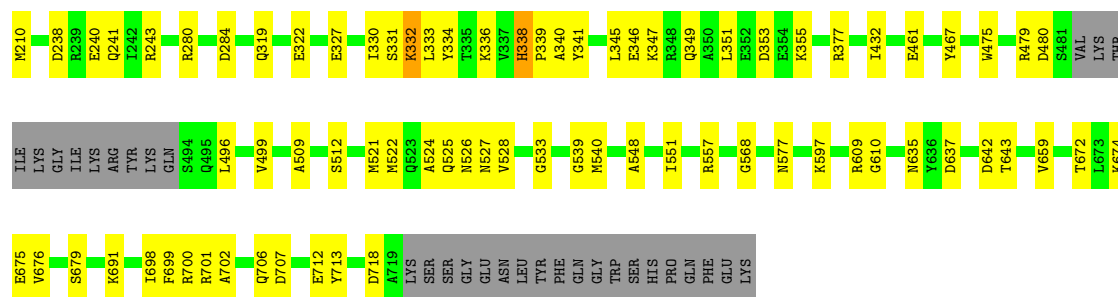 M210 D238 R239 E240 Q241 I242 R243 R280 D284 Q319 E322 E327 I330 S331 K332 L333 Y334 T335 K336 V337 H338 P339 A340 Y341 L345 E346 K347 R348 Q349 A350 L351 E352 D353 E354 K355 R377 I432 E461 Y467 W475 R479 D480 S481 VAL LYS THR
ILE LYS GLY ILE LYS ARG TYR LYS GLN S494 Q495 L496 V499 A509 S512 M521 M522 Q523 A524 Q525 N526 N527 V528 G533 G539 M540 A548 I551 R557 G568 N577 K597 R609 G610 N635 Y636 D637 D642 T643 V659 T672 L673 K674
E675 V676 S679 K691 I698 F699 R700 R701 A702 Q706 D707 E712 Y713 D718 A719 LYS SER SER GLY GLU ASN LEU TYR PHE GLN GLY TRP SER HIS PRO GLN PHE GLU LYS